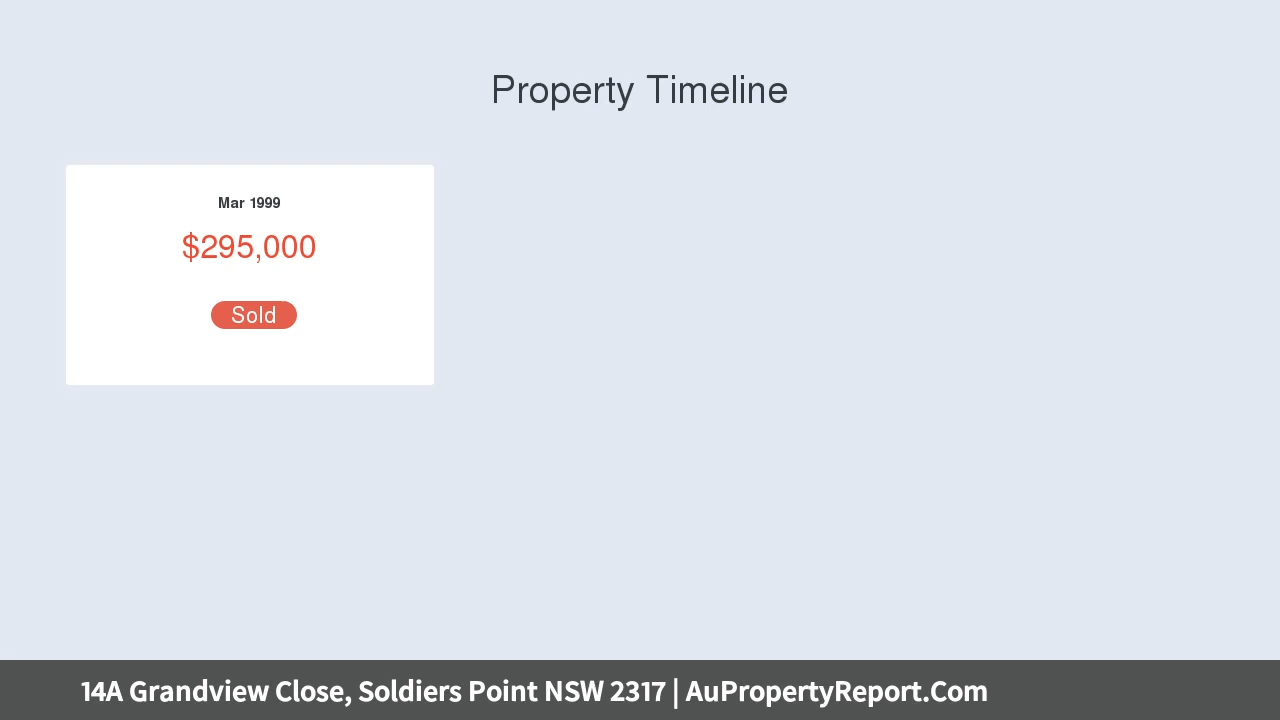 Property Timeline
Mar 1999
$295,000
Sold
14A Grandview Close, Soldiers Point NSW 2317 | AuPropertyReport.Com